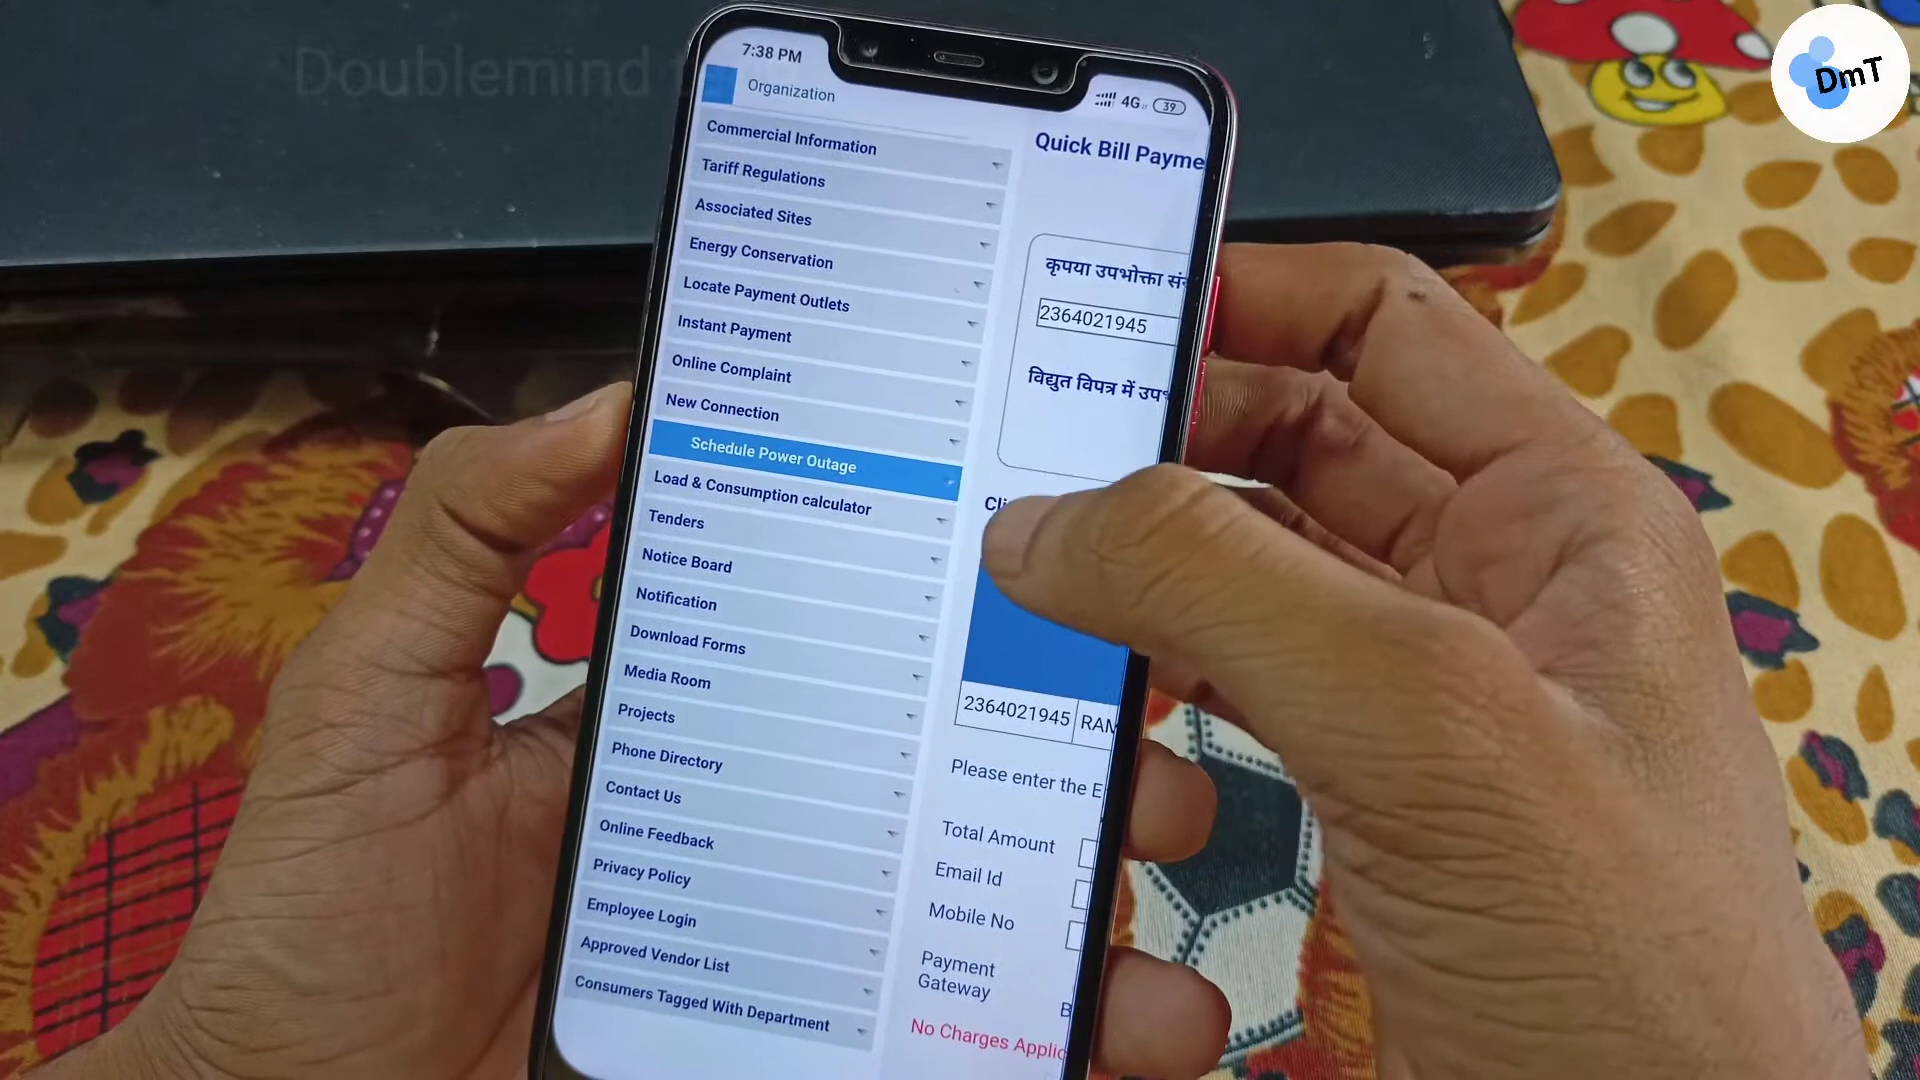 Doublemind
DmT
7:38 PM
4G
39
Organization
Commercial Information
Tariff Regulations
Associated Sites
Energy Conservation
Locate Payment Outlets
Instant Payment
Online Complaint
New Connection
Schedule Power Outage
Load & Consumption calculator
Tenders
Notice Board
Notification
Download Forms
Media Room
Projects
Phone Directory
Contact Us
Online Feedback
Privacy Policy
Employee Login
Approved Vendor List
Consumers Tagged With Department
Quick Bill Payme
कृपया उपभोक्ता
2364021945
विद्युत विपत्र में
2364021945 RAM
Please enter the E
Total Amount
Email Id
Mobile No
Payment
Gateway
B
No Charges Applic